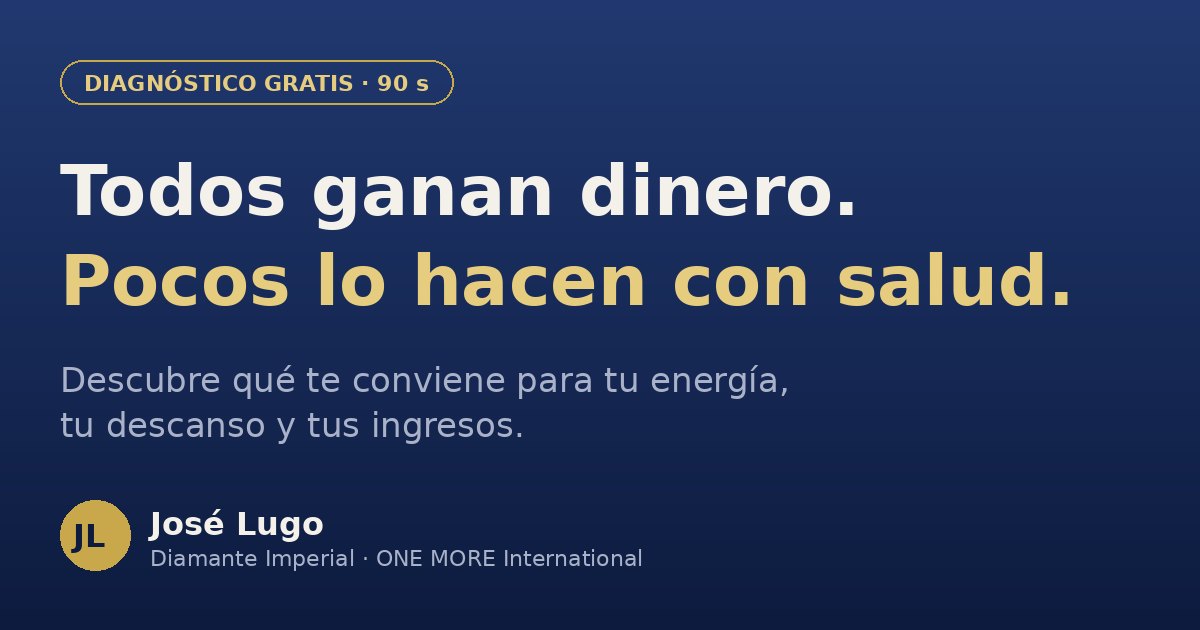 DIAGNÓSTICO GRATIS · 90 s
Todos ganan dinero.
Pocos lo hacen con salud.
Descubre qué te conviene para tu energía,
tu descanso y tus ingresos.
JL
José Lugo
Diamante Imperial · ONE MORE International